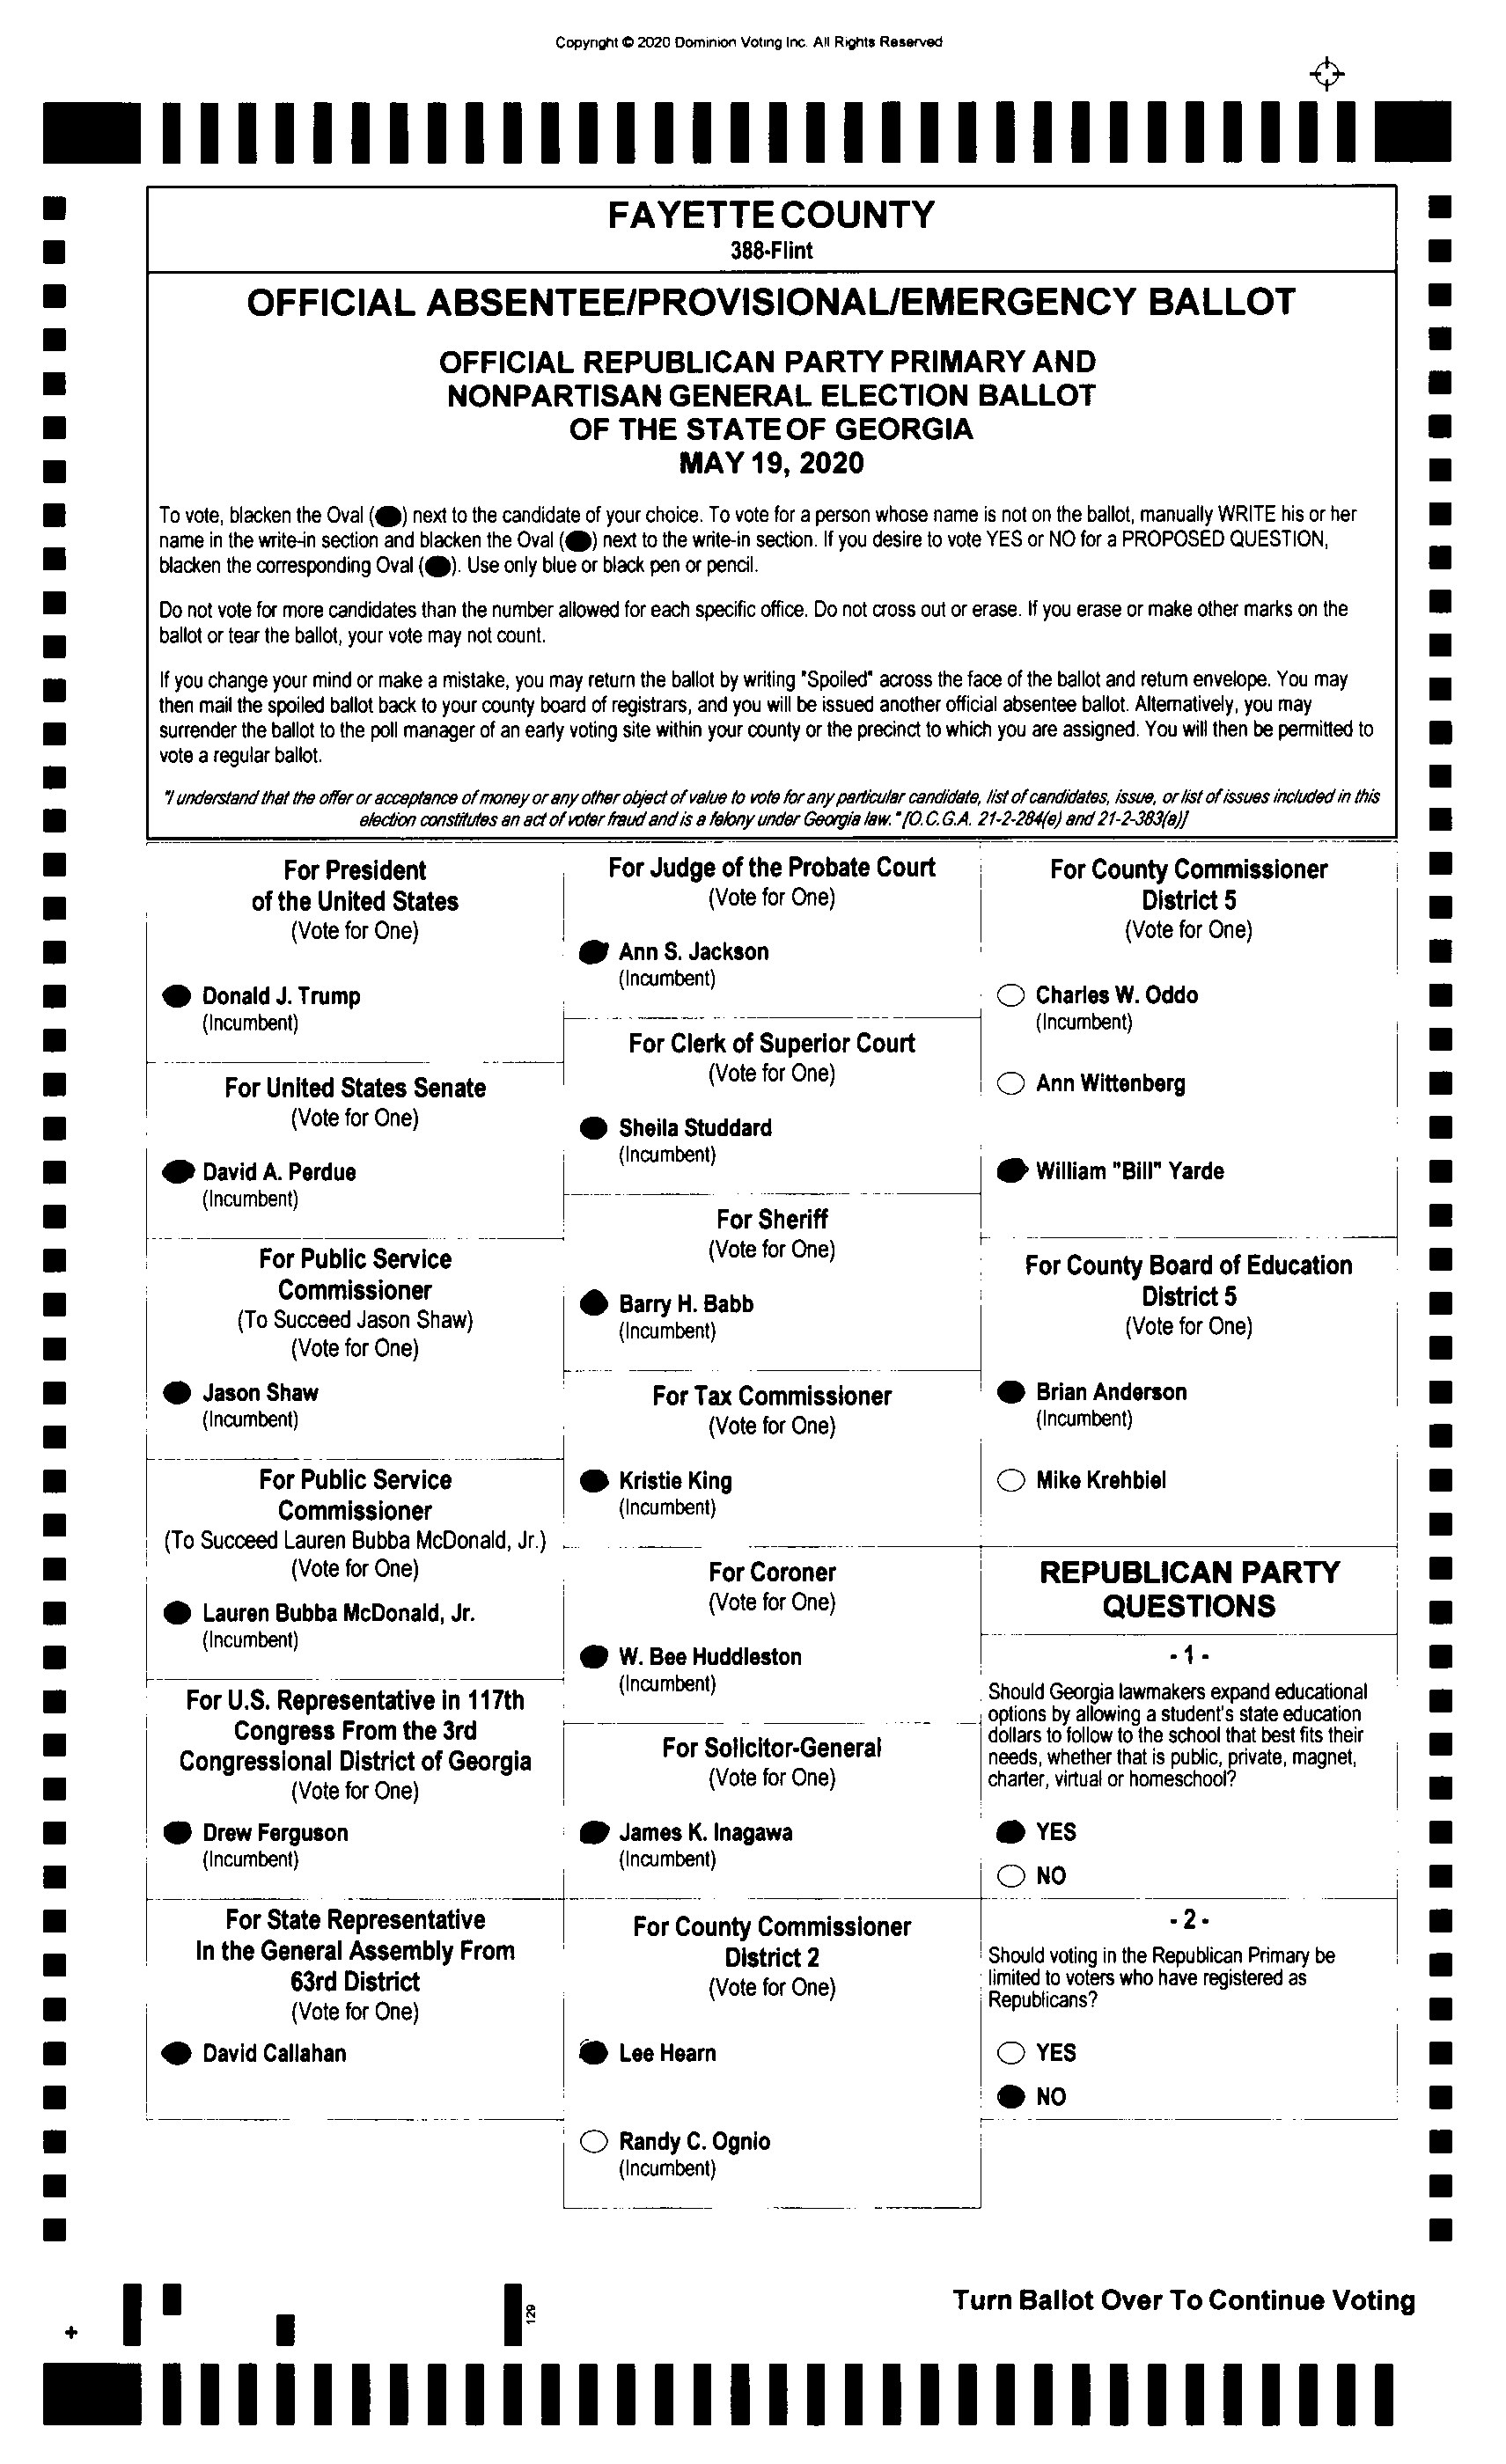 Copyright © 2020 Dominion Voting Inc. All Rights Reserved
FAYETTE COUNTY
388-Flint
OFFICIAL ABSENTEE/PROVISIONAL/EMERGENCY BALLOT
OFFICIAL REPUBLICAN PARTY PRIMARY AND
NONPARTISAN GENERAL ELECTION BALLOT
OF THE STATE OF GEORGIA
MAY 19, 2020
To vote, blacken the Oval ( ) next to the candidate of your choice. To vote for a person whose name is not on the ballot, manually WRITE his or her
name in the write-in section and blacken the Oval ( ) next to the write-in section. If you desire to vote YES or NO for a PROPOSED QUESTION,
blacken the corresponding Oval ( ). Use only blue or black pen or pencil.
Do not vote for more candidates than the number allowed for each specific office. Do not cross out or erase. If you erase or make other marks on the
ballot or tear the ballot, your vote may not count.
If you change your mind or make a mistake, you may return the ballot by writing "Spoiled" across the face of the ballot and return envelope. You may
then mail the spoiled ballot back to your county board of registrars, and you will be issued another official absentee ballot. Alternatively, you may
surrender the ballot to the poll manager of an early voting site within your county or the precinct to which you are assigned. You will then be permitted to
vote a regular ballot.
"I understand that the offer or acceptance of money or any other object of value to vote for any particular candidate, list of candidates, issue, or list of issues included in this
election constitutes an act of voter fraud and is a felony under Georgia law." [O.C.G.A. 21-2-284(e) and 21-2-383(a)]
For President
of the United States
(Vote for One)
Donald J. Trump
(Incumbent)
For United States Senate
(Vote for One)
David A. Perdue
(Incumbent)
For Public Service
Commissioner
(To Succeed Jason Shaw)
(Vote for One)
Jason Shaw
(Incumbent)
For Public Service
Commissioner
(To Succeed Lauren Bubba McDonald, Jr.)
(Vote for One)
Lauren Bubba McDonald, Jr.
(Incumbent)
For U.S. Representative in 117th
Congress From the 3rd
Congressional District of Georgia
(Vote for One)
Drew Ferguson
(Incumbent)
For State Representative
In the General Assembly From
63rd District
(Vote for One)
David Callahan
For Judge of the Probate Court
(Vote for One)
Ann S. Jackson
(Incumbent)
For Clerk of Superior Court
(Vote for One)
Sheila Studdard
(Incumbent)
For Sheriff
(Vote for One)
Barry H. Babb
(Incumbent)
For Tax Commissioner
(Vote for One)
Kristie King
(Incumbent)
For Coroner
(Vote for One)
W. Bee Huddleston
(Incumbent)
For Solicitor-General
(Vote for One)
James K. Inagawa
(Incumbent)
For County Commissioner
District 2
(Vote for One)
Lee Hearn
Randy C. Ognio
(Incumbent)
For County Commissioner
District 5
(Vote for One)
Charles W. Oddo
(Incumbent)
Ann Wittenberg
William "Bill" Yarde
For County Board of Education
District 5
(Vote for One)
Brian Anderson
(Incumbent)
Mike Krehbiel
REPUBLICAN PARTY
QUESTIONS
- 1 -
Should Georgia lawmakers expand educational
options by allowing a student's state education
dollars to follow to the school that best fits their
needs, whether that is public, private, magnet,
charter, virtual or homeschool?
YES
NO
- 2 -
Should voting in the Republican Primary be
limited to voters who have registered as
Republicans?
YES
NO
Turn Ballot Over To Continue Voting
129